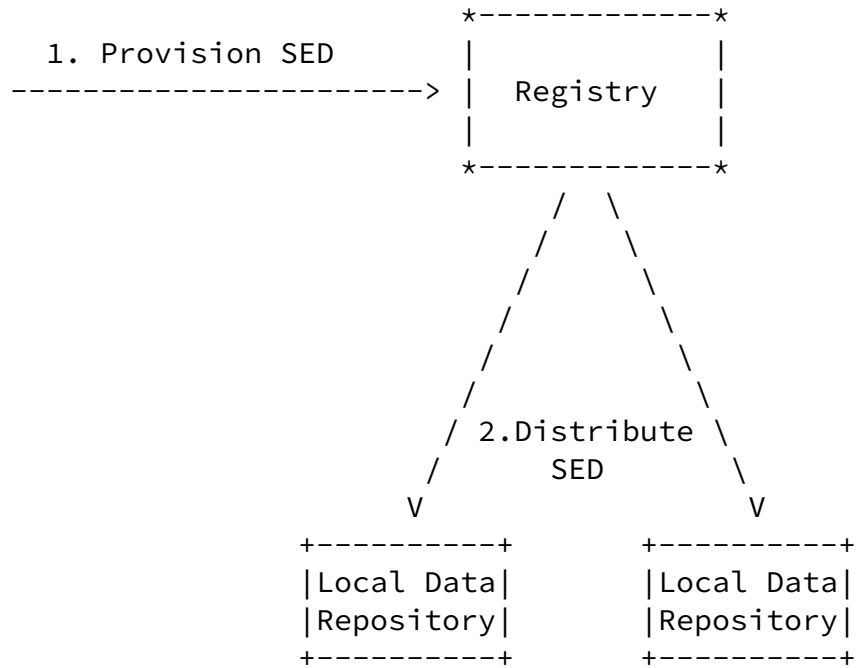 1. Provision SED
Registry
2.Distribute
SED
V V
Local Data Local Data
Repository Repository